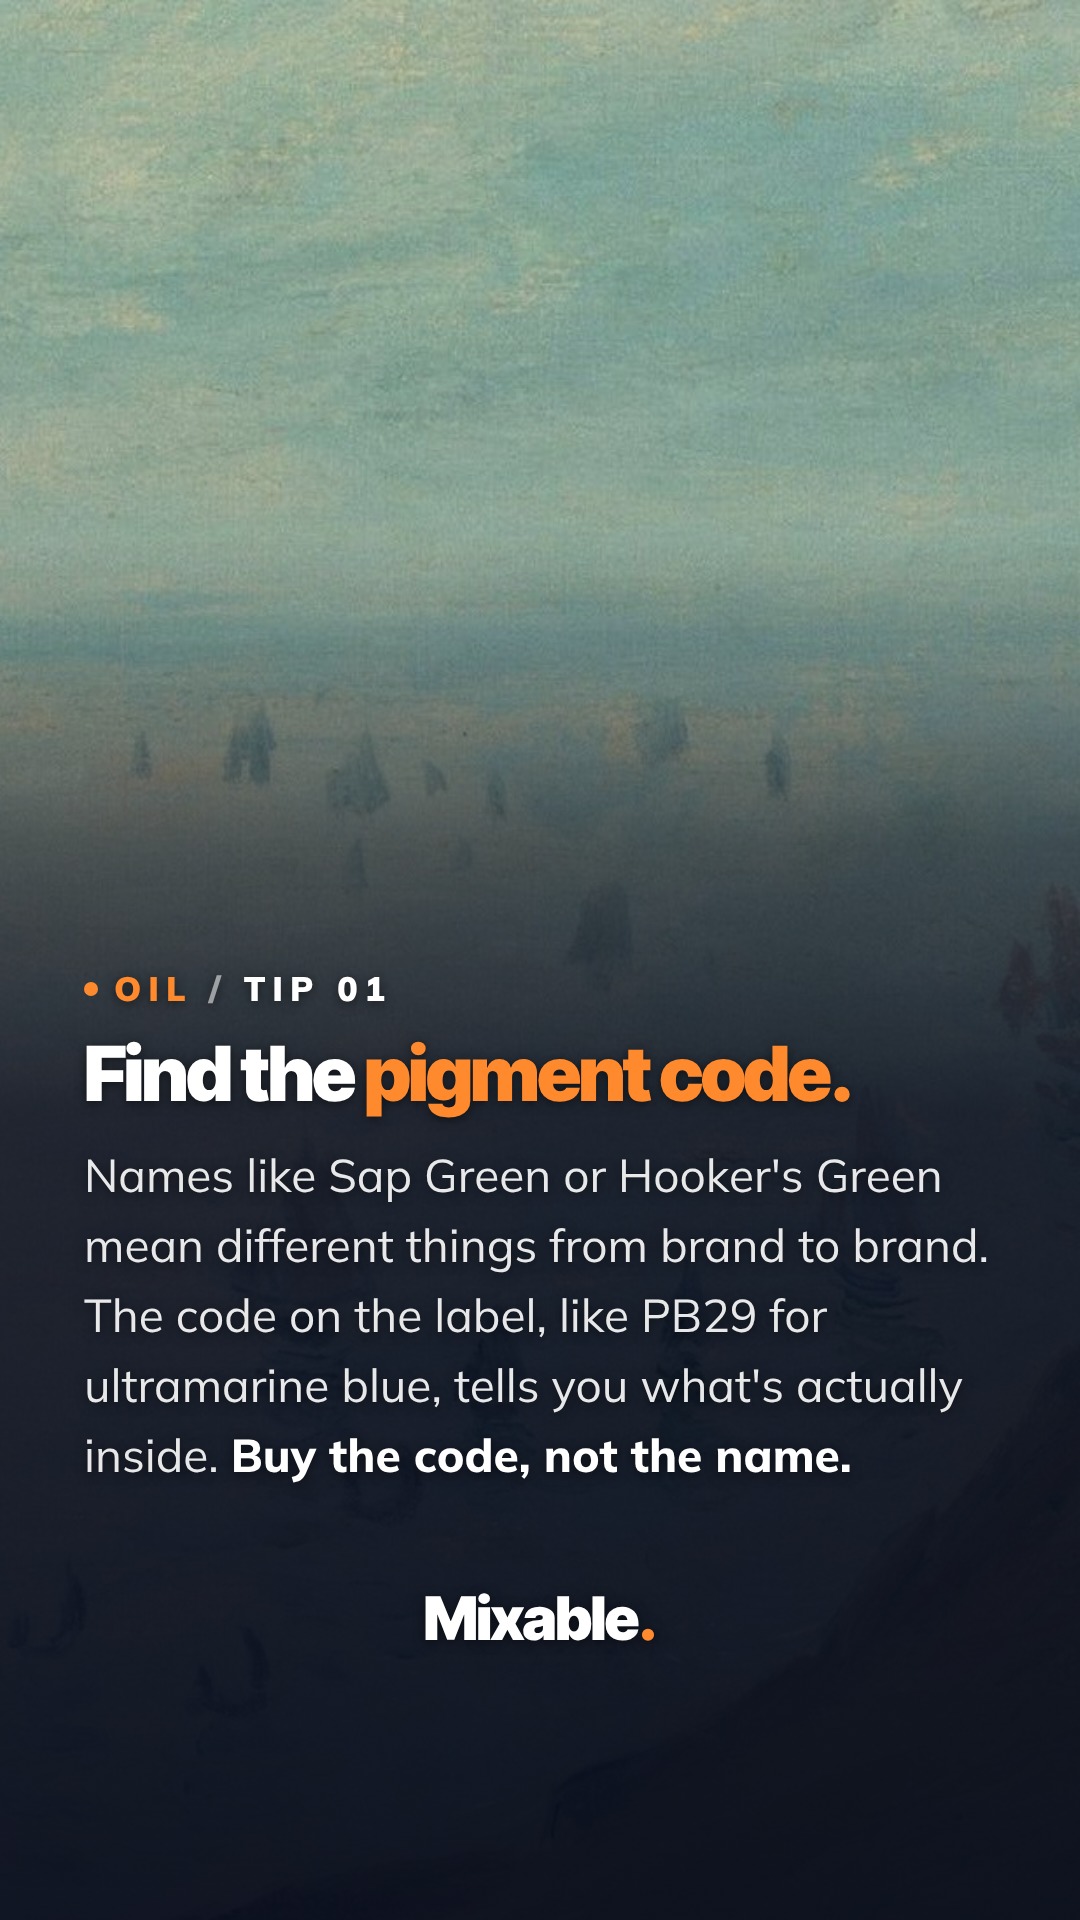 • OIL / TIP 01
Find the pigment code.
Names like Sap Green or Hooker's Green
mean different things from brand to brand.
The code on the label, like PB29 for
ultramarine blue, tells you what's actually
inside. Buy the code, not the name.
Mixable.